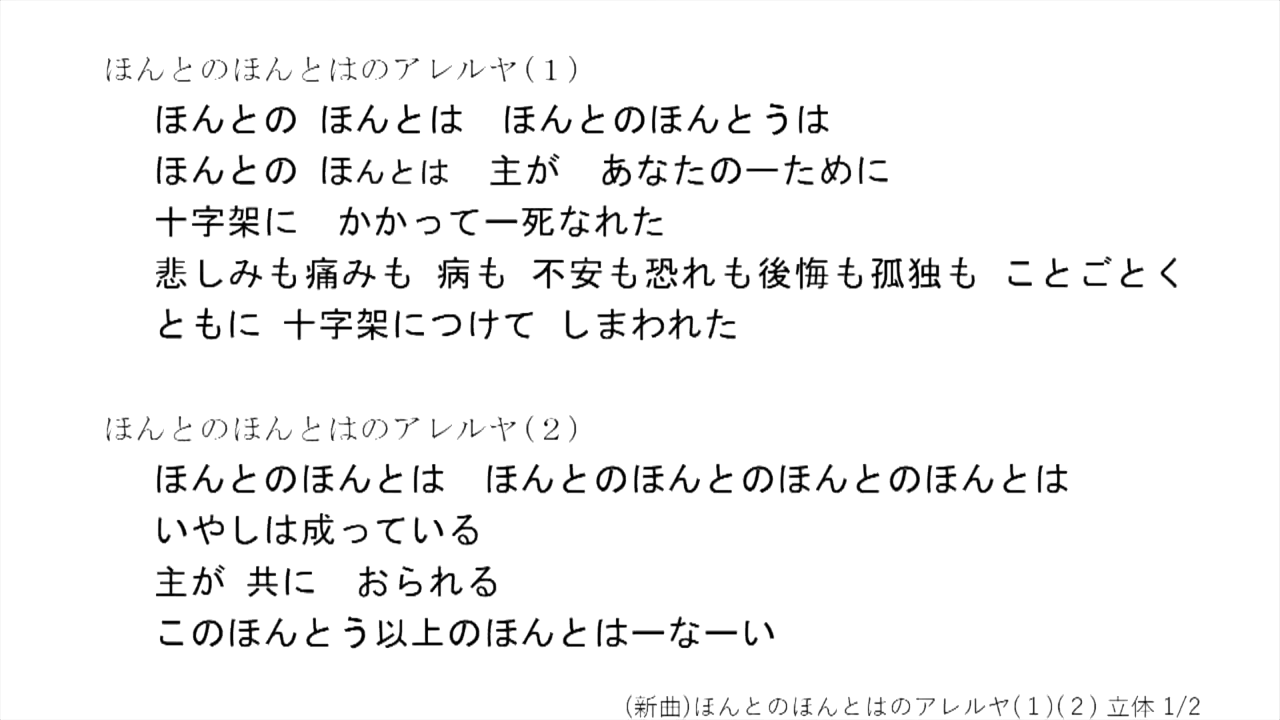 ほんとのほんとはのアレルヤ(１)
ほんとの ほんとは　ほんとのほんとうは
ほんとの ほんとは　主が　あなたのーために
十字架に　かかってー死なれた
悲しみも痛みも 病も 不安も恐れも後悔も孤独も ことごとく
ともに 十字架につけて しまわれた
ほんとのほんとはのアレルヤ(２)
ほんとのほんとは　ほんとのほんとのほんとのほんとは
いやしは成っている
主が 共に　おられる
このほんとう以上のほんとはーなーい
(新曲)ほんとのほんとはのアレルヤ(１)(２) 立体 1/2